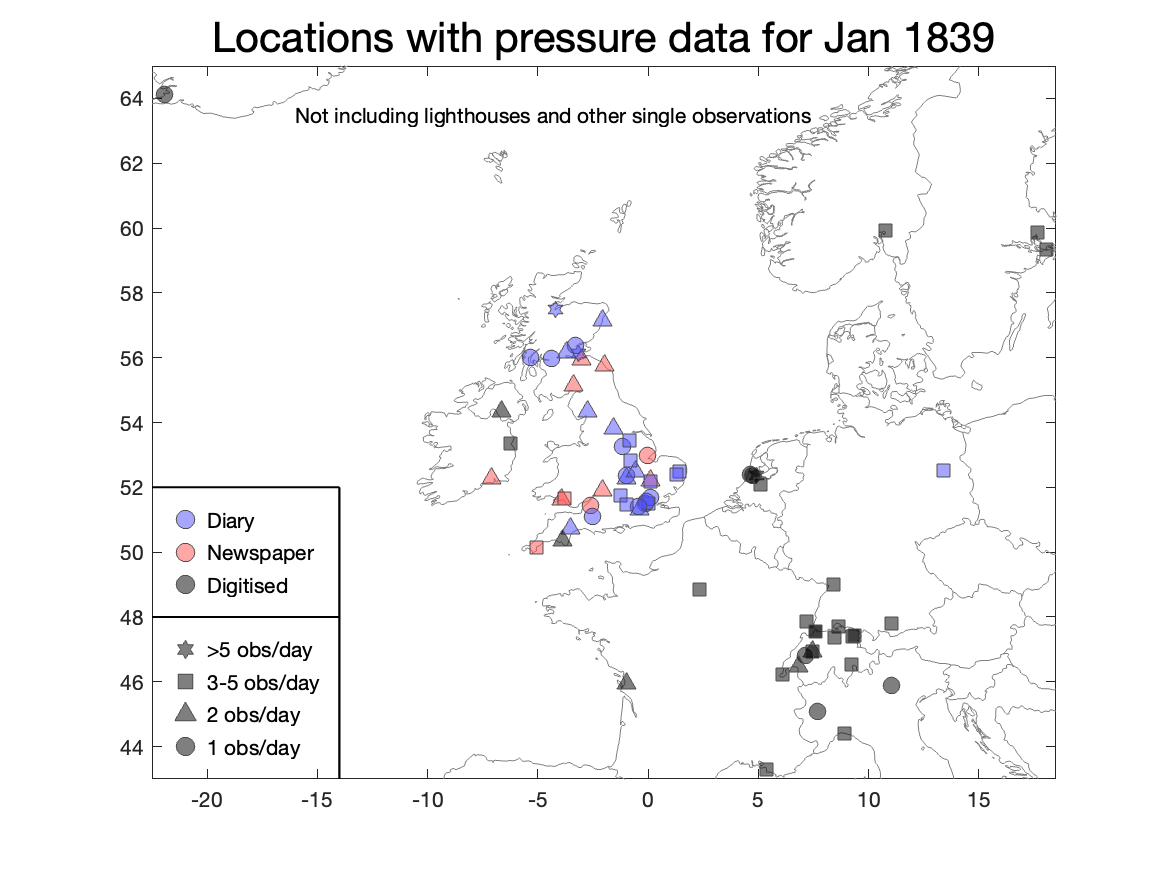 Locations with pressure data for Jan 1839
Not including lighthouses and other single observations
64
62
60
58
56
54
52
50
48
46
44
Diary
Newspaper
Digitised
>5 obs/day
3-5 obs/day
2 obs/day
1 obs/day
-20 -15 -10 -5 0 5 10 15